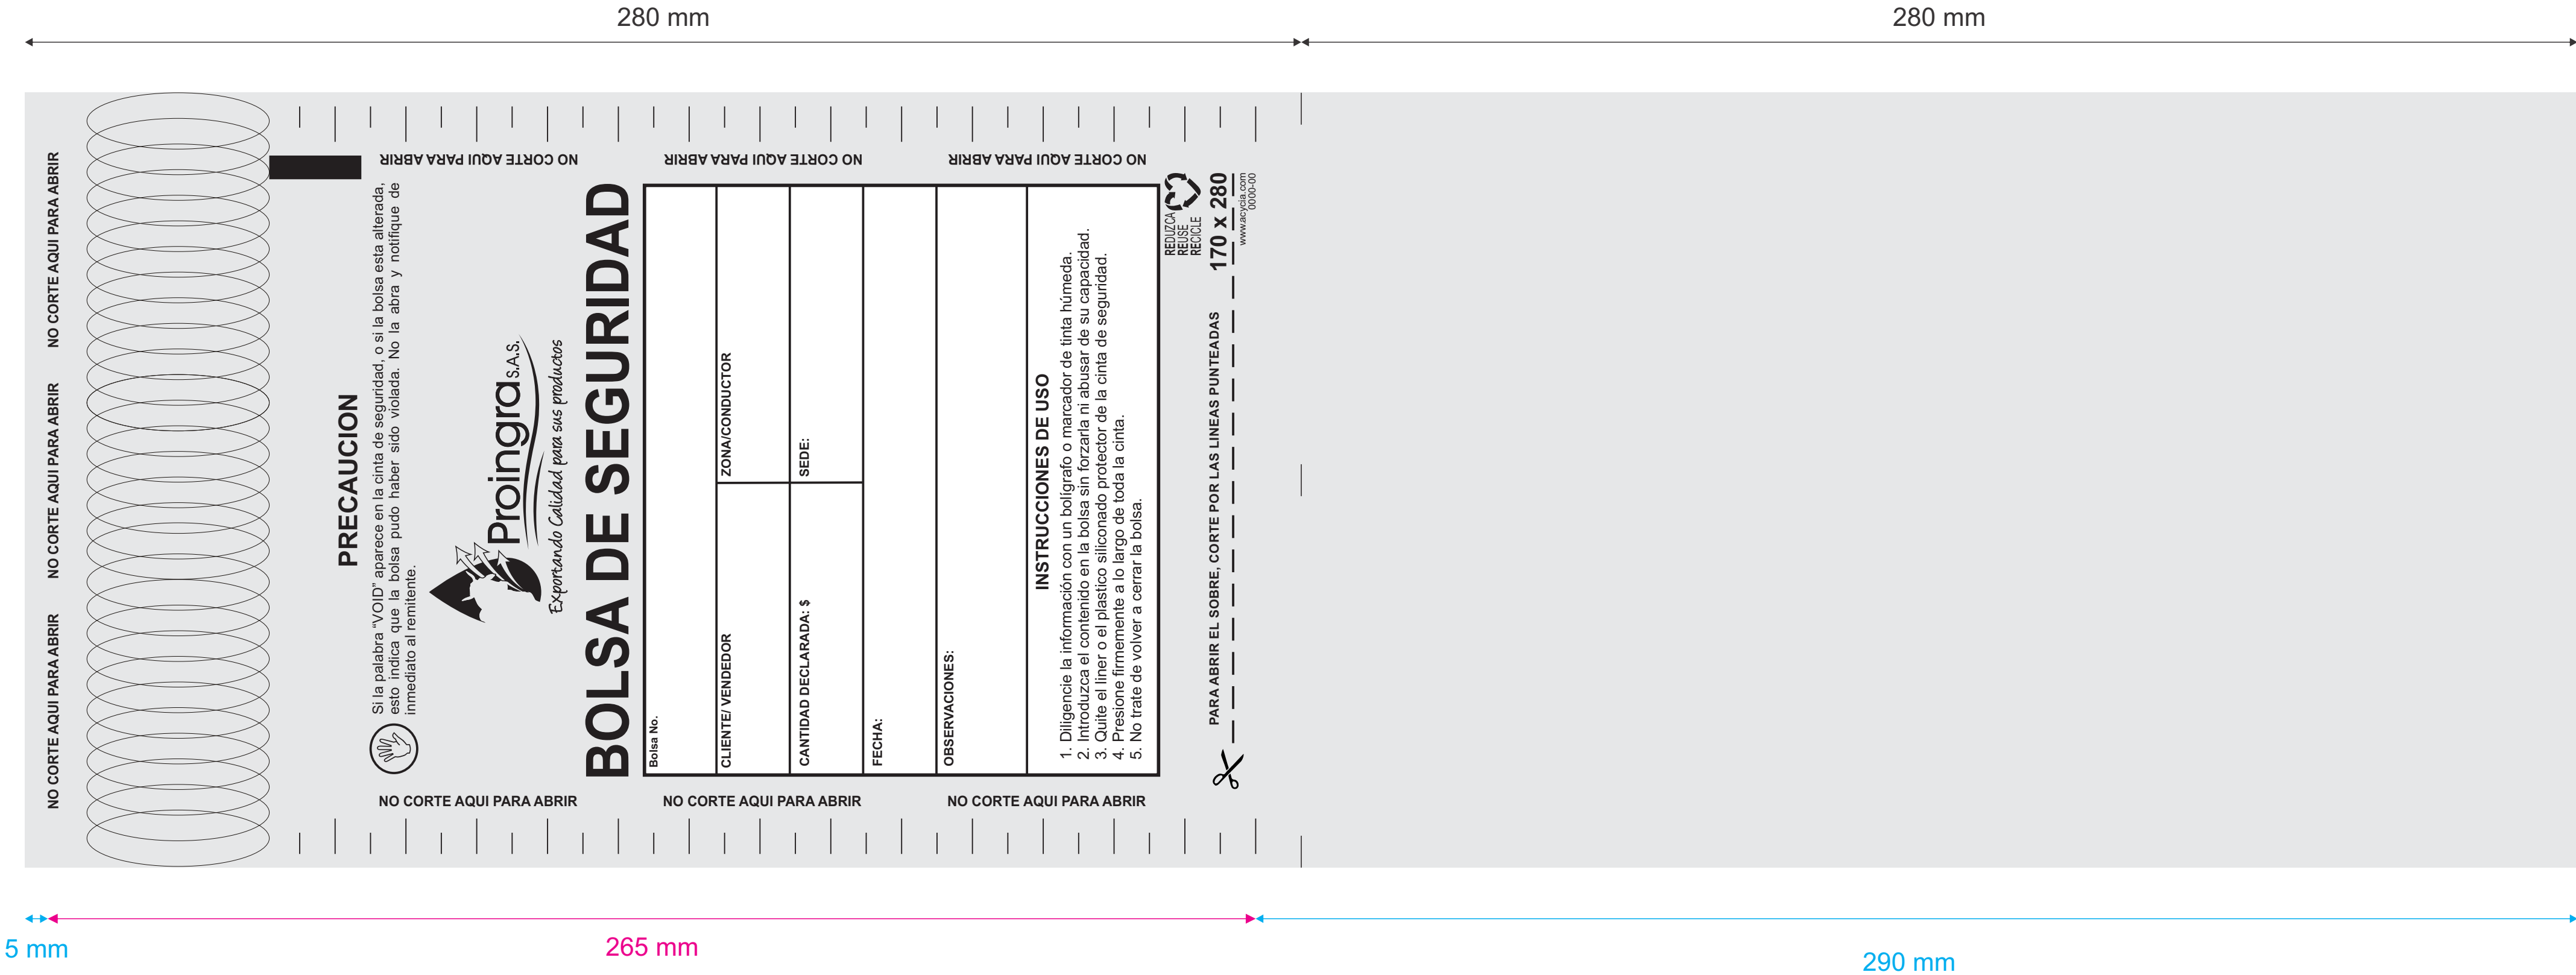 280 mm
280 mm
NO CORTE AQUI PARA ABRIR
NO CORTE AQUI PARA ABRIR
NO CORTE AQUI PARA ABRIR
NO CORTE AQUI PARA ABRIR
NO CORTE AQUI PARA ABRIR
NO CORTE AQUI PARA ABRIR
PRECAUCION
Si la palabra “VOID” aparece en la cinta de seguridad, o si la bolsa esta alterada,
esto indica que la bolsa pudo haber sido violada. No la abra y notifique de
inmediato al remitente.
Proingra S.A.S.
Exportando Calidad para sus productos
BOLSA DE SEGURIDAD
Bolsa No.
CLIENTE/ VENDEDOR
ZONA/CONDUCTOR
CANTIDAD DECLARADA: $
SEDE:
FECHA:
OBSERVACIONES:
INSTRUCCIONES DE USO
1. Diligencie la información con un bolígrafo o marcador de tinta húmeda.
2. Introduzca el contenido en la bolsa sin forzarla ni abusar de su capacidad.
3. Quite el liner o el plastico siliconado protector de la cinta de seguridad.
4. Presione firmemente a lo largo de toda la cinta.
5. No trate de volver a cerrar la bolsa.
REDUZCA
REUSE
RECICLE
PARA ABRIR EL SOBRE, CORTE POR LAS LINEAS PUNTEADAS
170 x 280
www.acycia.com
0000-00
NO CORTE AQUI PARA ABRIR
NO CORTE AQUI PARA ABRIR
NO CORTE AQUI PARA ABRIR
5 mm
265 mm
290 mm